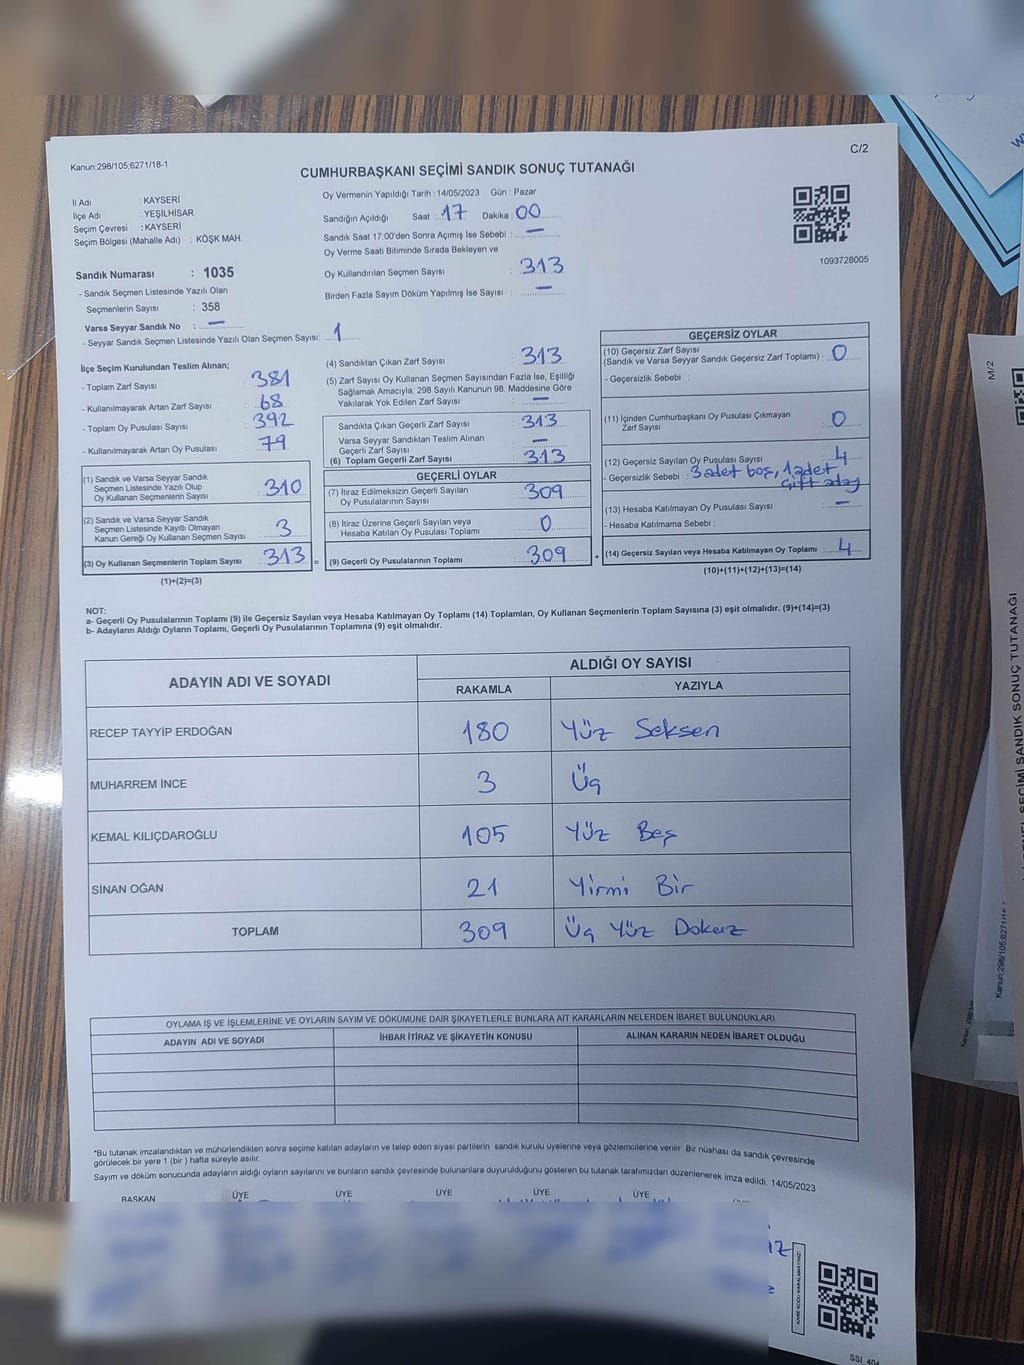 Kanun;298/105;6271/18-1
C/2
CUMHURBAŞKANI SEÇİMİ SANDIK SONUÇ TUTANAĞI
İl Adı : KAYSERİ
İlçe Adı : YEŞİLHİSAR
Seçim Çevresi : KAYSERİ
Seçim Bölgesi (Mahalle Adı) : KÖŞK MAH.
Sandık Numarası : 1035
- Sandık Seçmen Listesinde Yazılı Olan
Seçmenlerin Sayısı : 358
Varsa Seyyar Sandık No : —
- Seyyar Sandık Seçmen Listesinde Yazılı Olan Seçmen Sayısı: 1
Oy Vermenin Yapıldığı Tarih : 14/05/2023 Gün : Pazar
Sandığın Açıldığı Saat : 17 Dakika : 00
Sandık Saat 17.00'den Sonra Açımış İse Sebebi : —
Oy Verme Saati Bitiminde Sırada Bekleyen ve
Oy Kullandırılan Seçmen Sayısı : 313
Birden Fazla Sayım Döküm Yapılmış İse Sayısı : —
1093728005
İlçe Seçim Kurulundan Teslim Alınan;
- Toplam Zarf Sayısı : 381
- Kullanılmayarak Artan Zarf Sayısı : 68
- Toplam Oy Pusulası Sayısı : 392
- Kullanılmayarak Artan Oy Pusulası : 79
(1) Sandık ve Varsa Seyyar Sandık
Seçmen Listesinde Yazılı Olup
Oy Kullanan Seçmenlerin Sayısı : 310
(2) Sandık ve Varsa Seyyar Sandık
Seçmen Listesinde Kayıtlı Olmayan
Kanun Gereği Oy Kullanan Seçmen Sayısı : 3
(3) Oy Kullanan Seçmenlerin Toplam Sayısı : 313
(1)+(2)=(3)
(4) Sandıktan Çıkan Zarf Sayısı : 313
(5) Zarf Sayısı Oy Kullanan Seçmen Sayısından Fazla İse, Eşitliği
Sağlamak Amacıyla, 298 Sayılı Kanunun 98. Maddesine Göre
Yakılarak Yok Edilen Zarf Sayısı : —
Sandıkta Çıkan Geçerli Zarf Sayısı : 313
Varsa Seyyar Sandıktan Teslim Alınan
Geçerli Zarf Sayısı : —
(6) Toplam Geçerli Zarf Sayısı : 313
GEÇERLİ OYLAR
(7) İtiraz Edilmeksizin Geçerli Sayılan
Oy Pusulalarının Sayısı : 309
(8) İtiraz Üzerine Geçerli Sayılan veya
Hesaba Katılan Oy Pusulası Toplamı : 0
= (9) Geçerli Oy Pusulalarının Toplamı : 309
GEÇERSİZ OYLAR
(10) Geçersiz Zarf Sayısı
(Sandık ve Varsa Seyyar Sandık Geçersiz Zarf Toplamı) : 0
- Geçersizlik Sebebi :
(11) İçinden Cumhurbaşkanı Oy Pusulası Çıkmayan
Zarf Sayısı : 0
(12) Geçersiz Sayılan Oy Pusulası Sayısı : 4
- Geçersizlik Sebebi : 3 adet boş, 1 adet
çift aday
(13) Hesaba Katılmayan Oy Pusulası Sayısı : —
- Hesaba Katılmama Sebebi :
+ (14) Geçersiz Sayılan veya Hesaba Katılmayan Oy Toplamı : 4
(10)+(11)+(12)+(13)=(14)
NOT:
a- Geçerli Oy Pusulalarının Toplamı (9) ile Geçersiz Sayılan veya Hesaba Katılmayan Oy Toplamı (14) Toplamları, Oy Kullanan Seçmenlerin Toplam Sayısına (3) eşit olmalıdır. (9)+(14)=(3)
b- Adayların Aldığı Oyların Toplamı, Geçerli Oy Pusulalarının Toplamına (9) eşit olmalıdır.
ADAYIN ADI VE SOYADI
ALDIĞI OY SAYISI
RAKAMLA YAZIYLA
RECEP TAYYİP ERDOĞAN 180 Yüz Seksen
MUHARREM İNCE 3 Üç
KEMAL KILIÇDAROĞLU 105 Yüz Beş
SİNAN OĞAN 21 Yirmi Bir
TOPLAM 309 Üç Yüz Dokuz
OYLAMA İŞ VE İŞLEMLERİNE VE OYLARIN SAYIM VE DÖKÜMÜNE DAİR ŞİKAYETLERLE BUNLARA AİT KARARLARIN NELERDEN İBARET BULUNDUKLARI
ADAYIN ADI VE SOYADI İHBAR İTİRAZ VE ŞİKAYETİN KONUSU ALINAN KARARIN NEDEN İBARET OLDUĞU
*Bu tutanak imzalandıktan ve mühürlendikten sonra seçime katılan adayların ve talep eden siyasi partilerin sandık kurulu üyelerine veya gözlemcilerine verilir. Bir nüshası da sandık çevresinde
görülecek bir yere 1 (bir) hafta süreyle asılır.
Sayım ve döküm sonucunda adayların aldığı oyların sayılarını ve bunların sandık çevresinde bulunanlara duyurulduğunu gösteren bu tutanak tarafımızdan düzenlenerek imza edildi. 14/05/2023
BAŞKAN ÜYE ÜYE ÜYE ÜYE ÜYE
KARE KODU KARALAMAYINIZ!
M/2
SEÇİMİ SANDIK SONUÇ TUTANAĞI
Kanun;298/105;6271/18